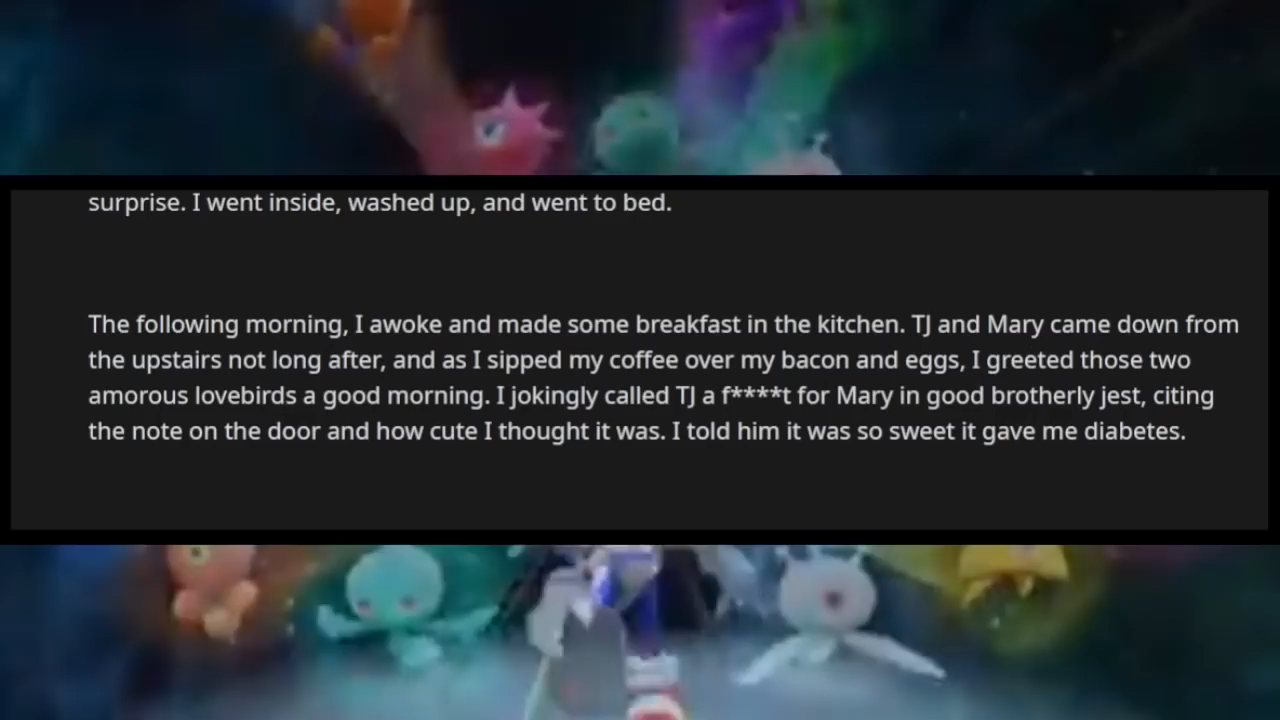 surprise. I went inside, washed up, and went to bed.
The following morning, I awoke and made some breakfast in the kitchen. TJ and Mary came down from
the upstairs not long after, and as I sipped my coffee over my bacon and eggs, I greeted those two
amorous lovebirds a good morning. I jokingly called TJ a f****t for Mary in good brotherly jest, citing
the note on the door and how cute I thought it was. I told him it was so sweet it gave me diabetes.